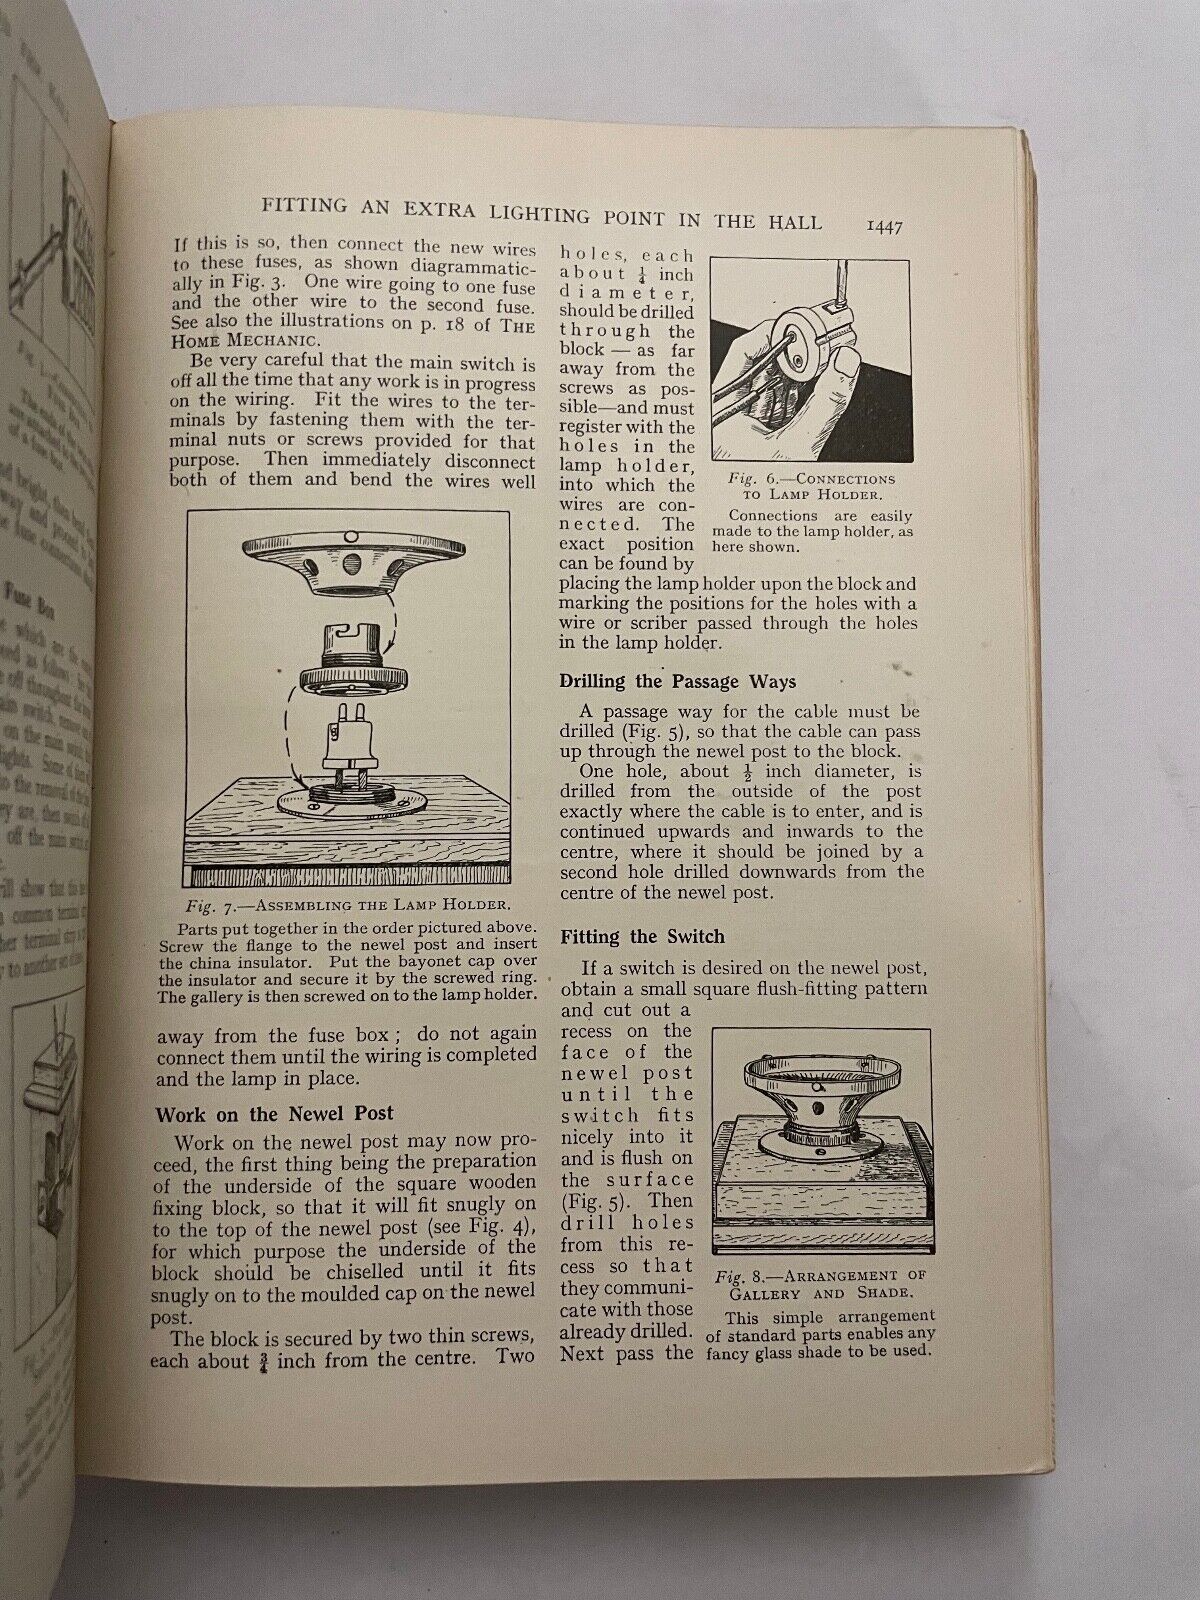 FITTING AN EXTRA LIGHTING POINT IN THE HALL 1447
If this is so, then connect the new wires
to these fuses, as shown diagrammatic-
ally in Fig. 3. One wire going to one fuse
and the other wire to the second fuse.
See also the illustrations on p. 18 of THE
HOME MECHANIC.
Be very careful that the main switch is
off all the time that any work is in progress
on the wiring. Fit the wires to the ter-
minals by fastening them with the ter-
minal nuts or screws provided for that
purpose. Then immediately disconnect
both of them and bend the wires well
Fig. 7.—ASSEMBLING THE LAMP HOLDER.
Parts put together in the order pictured above.
Screw the flange to the newel post and insert
the china insulator. Put the bayonet cap over
the insulator and secure it by the screwed ring.
The gallery is then screwed on to the lamp holder.
away from the fuse box; do not again
connect them until the wiring is completed
and the lamp in place.
Work on the Newel Post
Work on the newel post may now pro-
ceed, the first thing being the preparation
of the underside of the square wooden
fixing block, so that it will fit snugly on
to the top of the newel post (see Fig. 4),
for which purpose the underside of the
block should be chiselled until it fits
snugly on to the moulded cap on the newel
post.
The block is secured by two thin screws,
each about ¾ inch from the centre. Two
holes, each
about ¼ inch
diameter,
should be drilled
through the
block — as far
away from the
screws as pos-
sible—and must
register with the
holes in the
lamp holder,
into which the
wires are con-
nected. The
exact position
can be found by
placing the lamp holder upon the block and
marking the positions for the holes with a
wire or scriber passed through the holes
in the lamp holder.
Fig. 6.—CONNECTIONS
TO LAMP HOLDER.
Connections are easily
made to the lamp holder, as
here shown.
Drilling the Passage Ways
A passage way for the cable must be
drilled (Fig. 5), so that the cable can pass
up through the newel post to the block.
One hole, about ½ inch diameter, is
drilled from the outside of the post
exactly where the cable is to enter, and is
continued upwards and inwards to the
centre, where it should be joined by a
second hole drilled downwards from the
centre of the newel post.
Fitting the Switch
If a switch is desired on the newel post,
obtain a small square flush-fitting pattern
and cut out a
recess on the
face of the
newel post
until the
switch fits
nicely into it
and is flush on
the surface
(Fig. 5). Then
drill holes
from this re-
cess so that
they communi-
cate with those
already drilled.
Next pass the
Fig. 8.—ARRANGEMENT OF
GALLERY AND SHADE.
This simple arrangement
of standard parts enables any
fancy glass shade to be used.
Fuse Box